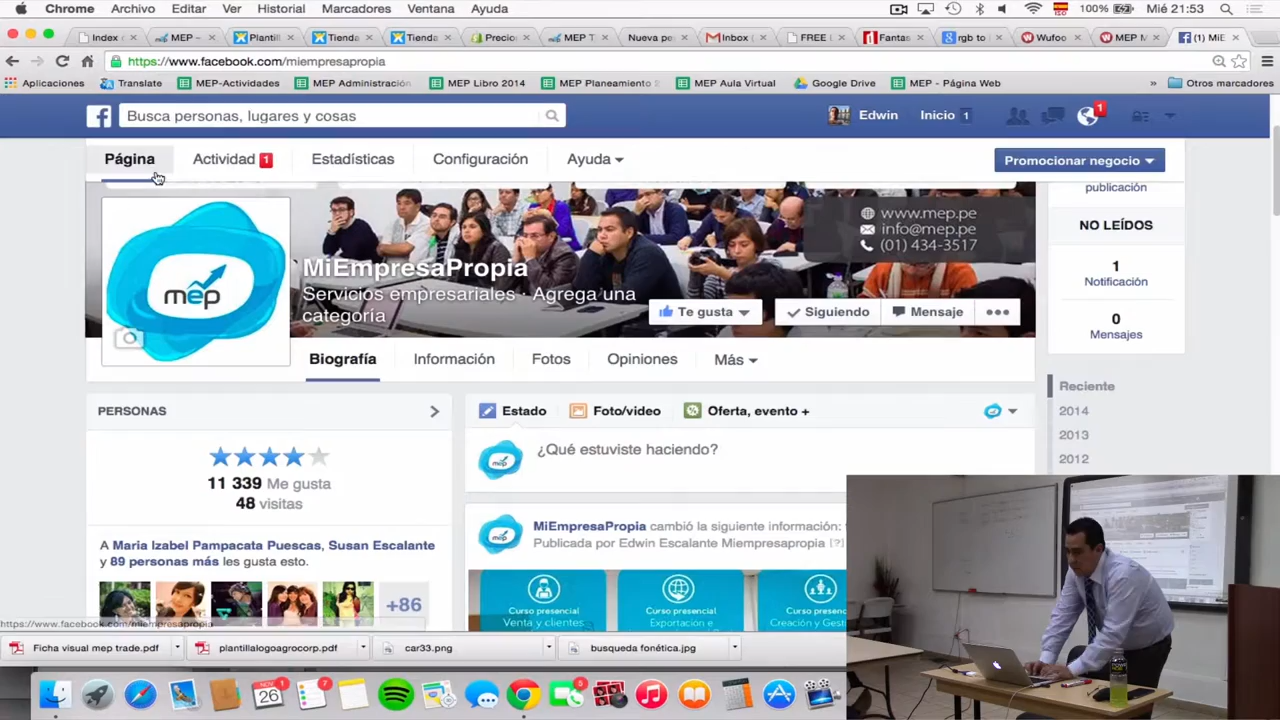 Chrome Archivo Editar Ver Historial Marcadores Ventana Ayuda 100% Mié 21:53
Index MEP – Plantill Tienda Tienda Precio MEP T Nueva pe Inbox ( FREE L Fantas rgb to Wufoo MEP M (1) MiE
https://www.facebook.com/miempresapropia
Aplicaciones Translate MEP-Actividades MEP Administración MEP Libro 2014 MEP Planeamiento MEP Aula Virtual Google Drive MEP - Página Web » Otros marcadores
Busca personas, lugares y cosas Edwin Inicio 1 1
Página Actividad 1 Estadísticas Configuración Ayuda Promocionar negocio
publicación
NO LEÍDOS
1
Notificación
0
Mensajes
www.mep.pe
info@mep.pe
(01) 434-3517
mep
MiEmpresaPropia
Servicios empresariales · Agrega una
categoría
Te gusta Siguiendo Mensaje
Biografía Información Fotos Opiniones Más
Reciente
2014
2013
2012
PERSONAS
11 339 Me gusta
48 visitas
A Maria Izabel Pampacata Puescas, Susan Escalante
y 89 personas más les gusta esto.
+86
Estado Foto/video Oferta, evento +
mep ¿Qué estuviste haciendo?
mep MiEmpresaPropia cambió la siguiente información:
Publicada por Edwin Escalante Miempresapropia [?]
Curso presencial
Venta y clientes
Curso presencial
Exportacion e
Curso presencial
Creación y Gest
https://www.facebook.com/miempresapropia
Ficha visual mep trade.pdf plantillalogoagrocorp.pdf car33.png busqueda fonética.jpg
NOV 26 1 7 5